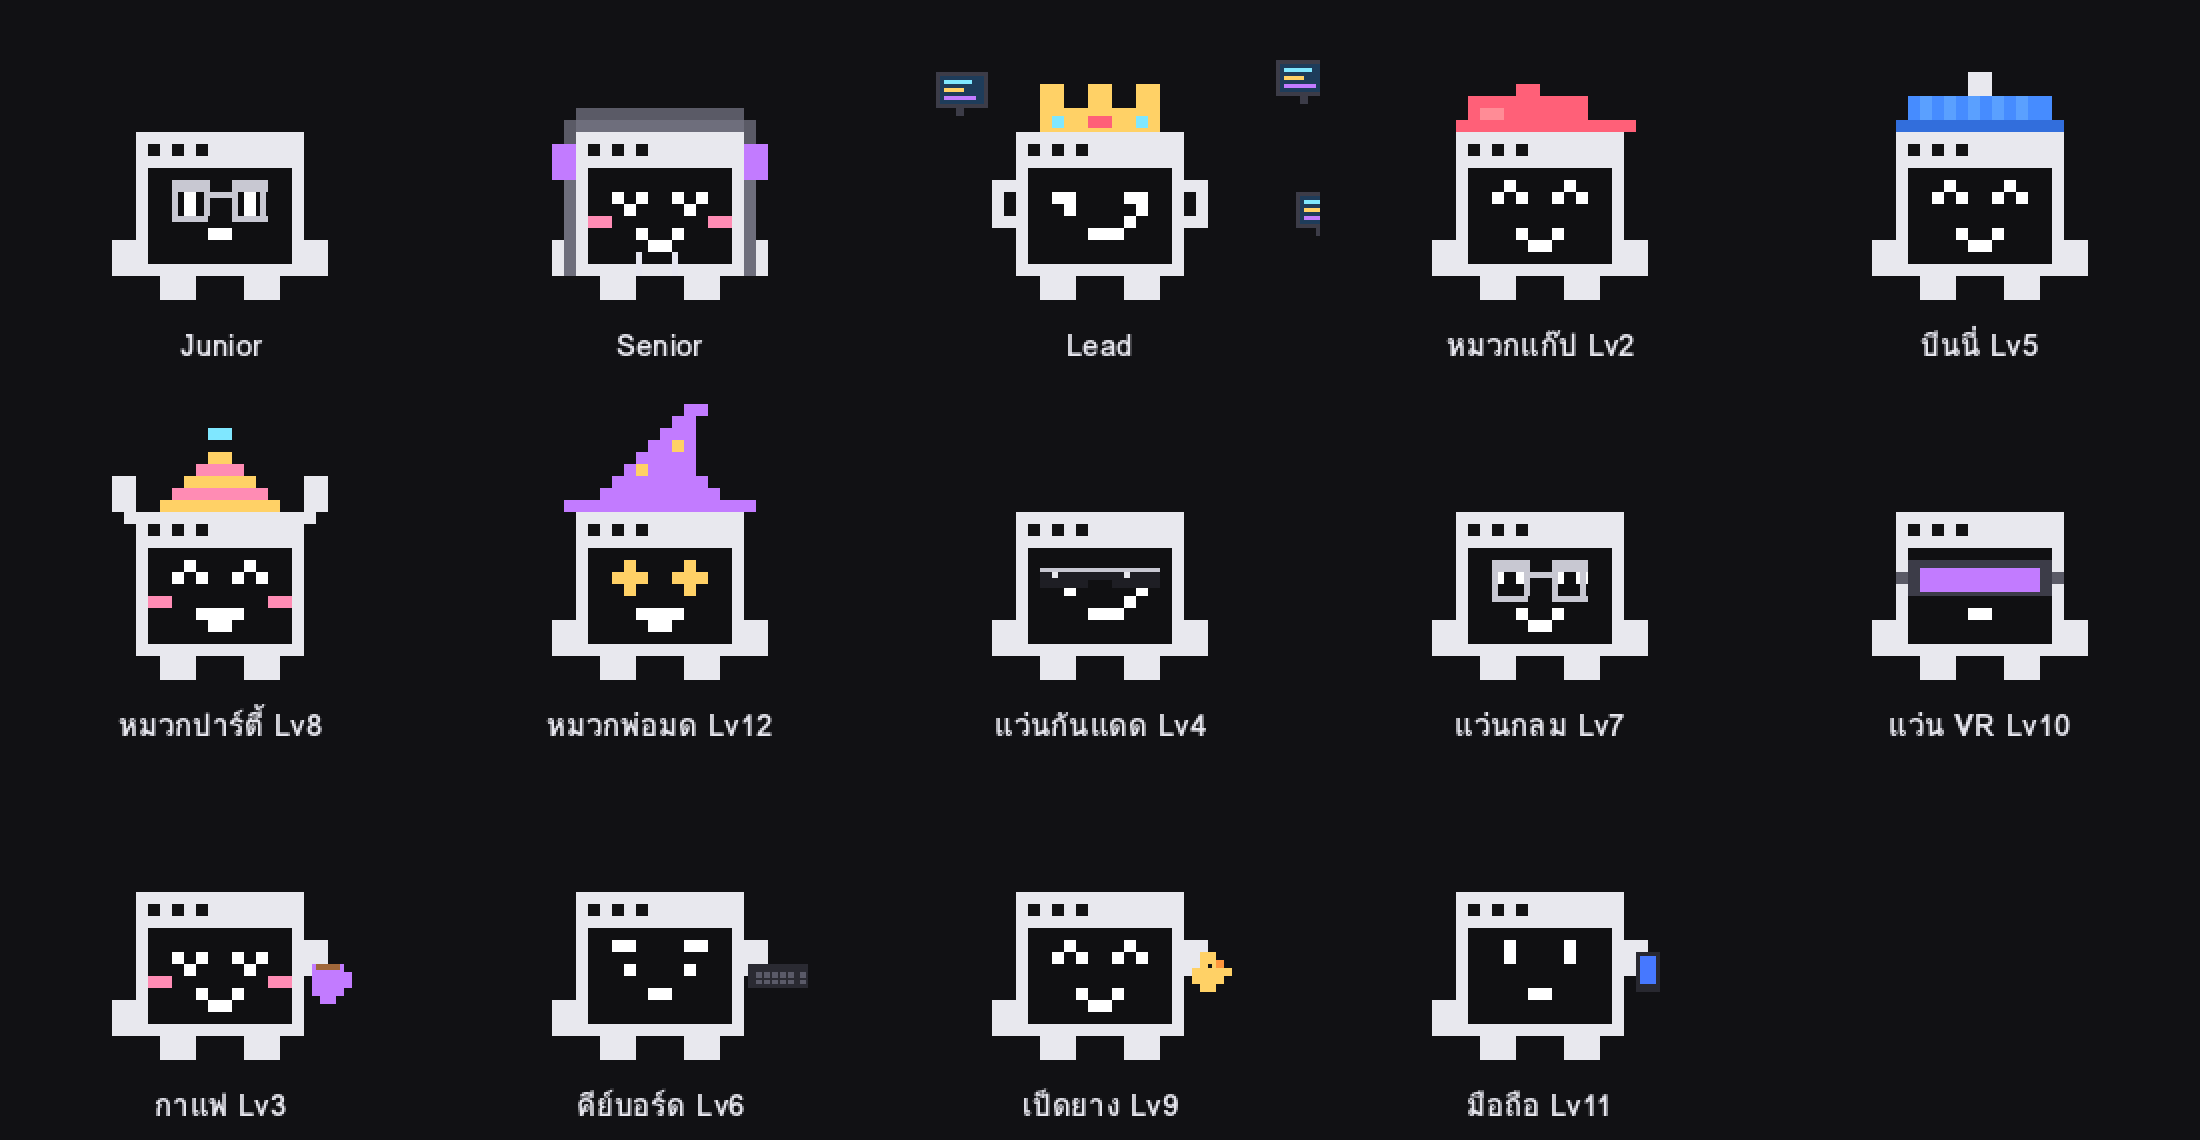 Junior
Senior
Lead
หมวกแก๊ป Lv2
บีนนี่ Lv5
หมวกปาร์ตี้ Lv8
หมวกพ่อมด Lv12
แว่นกันแดด Lv4
แว่นกลม Lv7
แว่น VR Lv10
กาแฟ Lv3
คีย์บอร์ด Lv6
เป็ดยาง Lv9
มือถือ Lv11